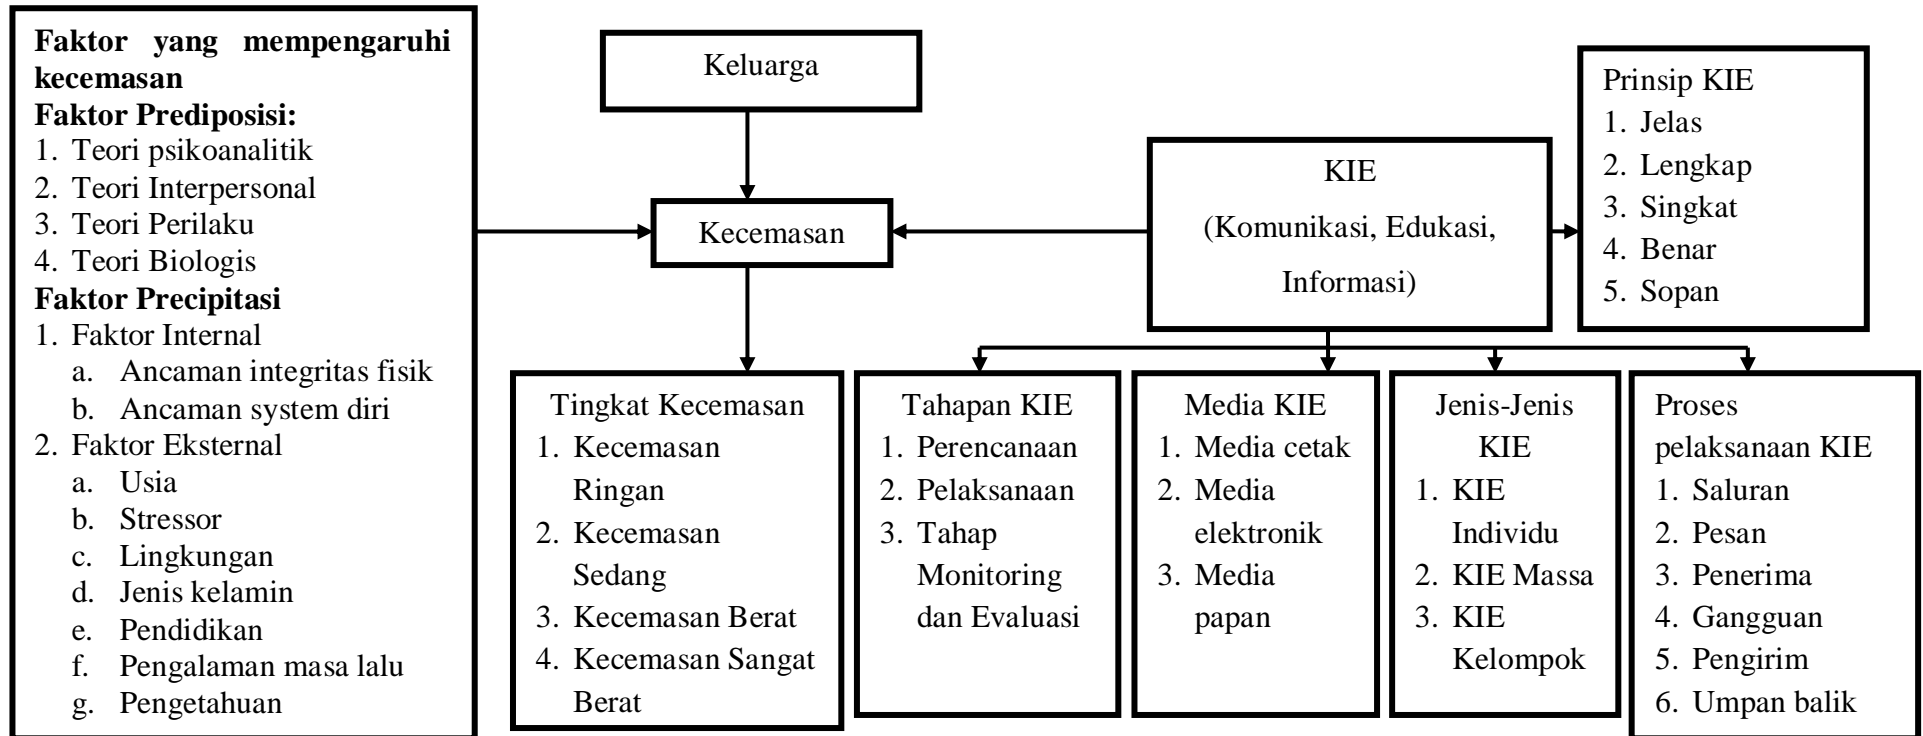 Faktor yang mempengaruhi
kecemasan
Faktor Prediposisi:
1. Teori psikoanalitik
2. Teori Interpersonal
3. Teori Perilaku
4. Teori Biologis
Faktor Precipitasi
1. Faktor Internal
a. Ancaman integritas fisik
b. Ancaman system diri
2. Faktor Eksternal
a. Usia
b. Stressor
c. Lingkungan
d. Jenis kelamin
e. Pendidikan
f. Pengalaman masa lalu
g. Pengetahuan
Keluarga
Kecemasan
KIE
(Komunikasi, Edukasi,
Informasi)
Prinsip KIE
1. Jelas
2. Lengkap
3. Singkat
4. Benar
5. Sopan
Tingkat Kecemasan
1. Kecemasan
Ringan
2. Kecemasan
Sedang
3. Kecemasan Berat
4. Kecemasan Sangat
Berat
Tahapan KIE
1. Perencanaan
2. Pelaksanaan
3. Tahap
Monitoring
dan Evaluasi
Media KIE
1. Media cetak
2. Media
elektronik
3. Media
papan
Jenis-Jenis
KIE
1. KIE
Individu
2. KIE Massa
3. KIE
Kelompok
Proses
pelaksanaan KIE
1. Saluran
2. Pesan
3. Penerima
4. Gangguan
5. Pengirim
6. Umpan balik